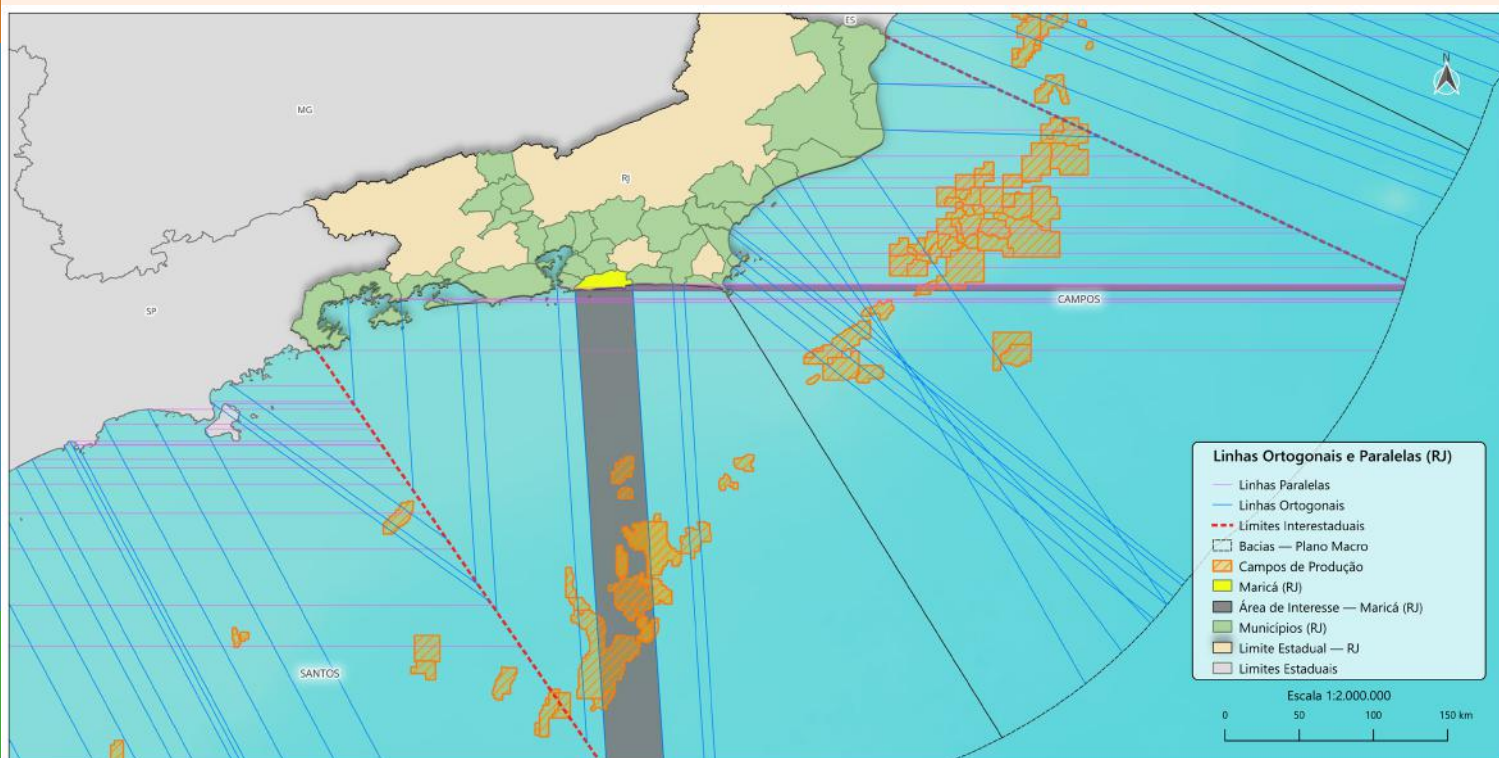 ES
N
MG
RJ
SP
CAMPOS
SANTOS
Linhas Ortogonais e Paralelas (RJ)
Linhas Paralelas
Linhas Ortogonais
Limites Interestaduais
Bacias — Plano Macro
Campos de Produção
Maricá (RJ)
Área de Interesse — Maricá (RJ)
Municípios (RJ)
Limite Estadual — RJ
Limites Estaduais
Escala 1:2.000.000
0 50 100 150 km